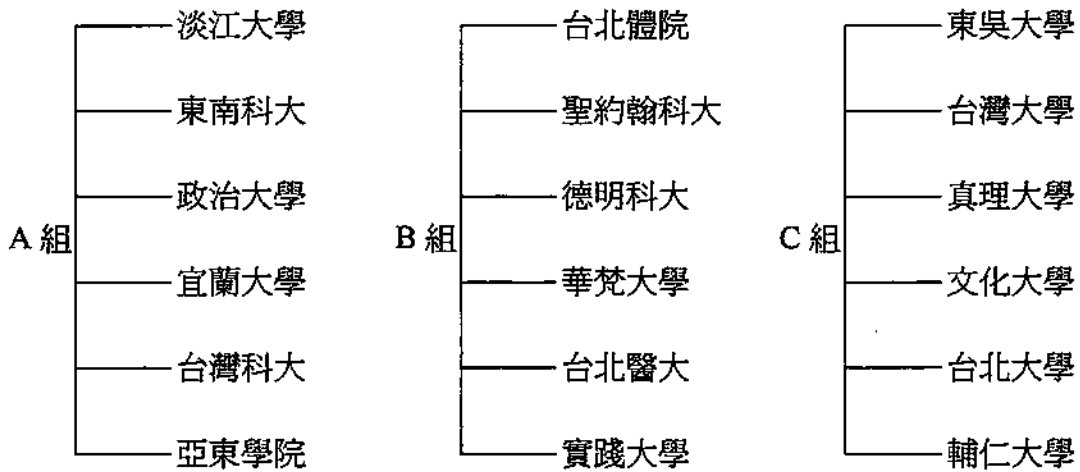 淡江大學
東南科大
政治大學
A 組
宜蘭大學
台灣科大
亞東學院
台北體院
聖約翰科大
德明科大
B 組
華梵大學
台北醫大
實踐大學
東吳大學
台灣大學
真理大學
C 組
文化大學
台北大學
輔仁大學